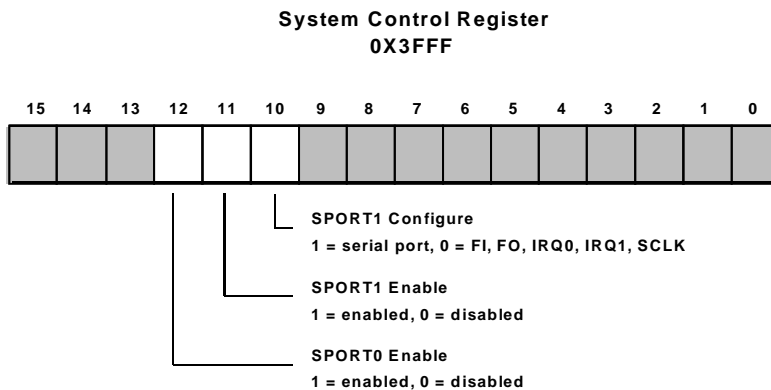 System Control Register
0X3FFF
15 14 13 12 11 10 9 8 7 6 5 4 3 2 1 0
SPORT1 Configure
1 = serial port, 0 = FI, FO, IRQ0, IRQ1, SCLK
SPORT1 Enable
1 = enabled, 0 = disabled
SPORT0 Enable
1 = enabled, 0 = disabled